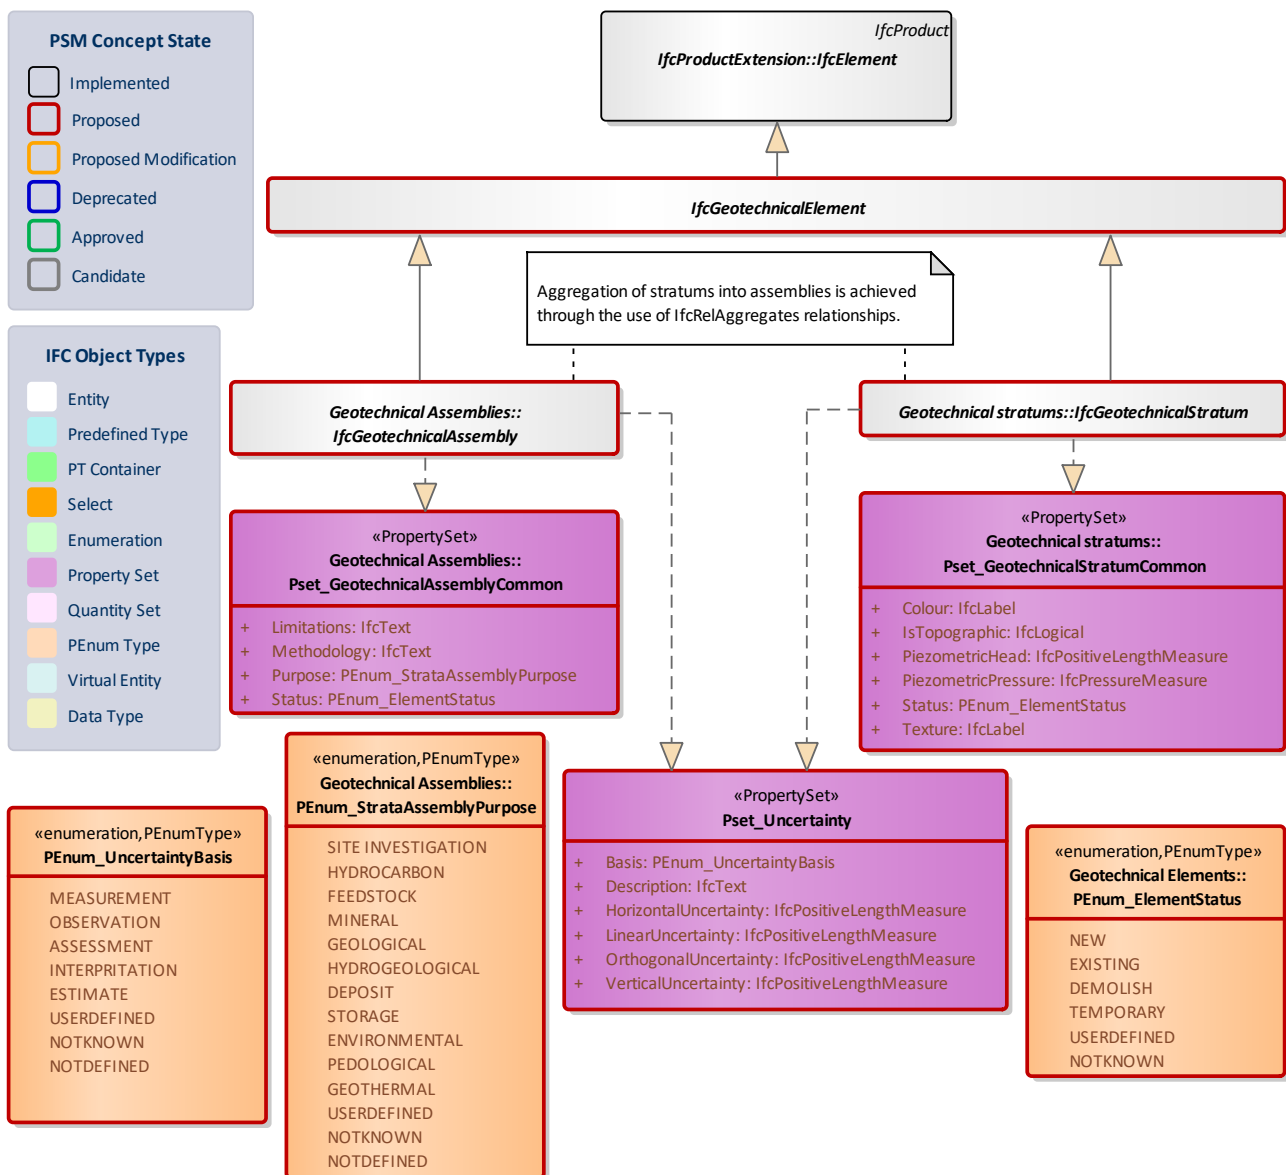 PSM Concept State
Implemented
Proposed
Proposed Modification
Deprecated
Approved
Candidate
IFC Object Types
Entity
Predefined Type
PT Container
Select
Enumeration
Property Set
Quantity Set
PEnum Type
Virtual Entity
Data Type
IfcProduct
IfcProductExtension::IfcElement
IfcGeotechnicalElement
Aggregation of stratums into assemblies is achieved
through the use of IfcRelAggregates relationships.
Geotechnical Assemblies::
IfcGeotechnicalAssembly
Geotechnical stratums::IfcGeotechnicalStratum
«PropertySet»
Geotechnical Assemblies::
Pset_GeotechnicalAssemblyCommon
+ Limitations: IfcText
+ Methodology: IfcText
+ Purpose: PEnum_StrataAssemblyPurpose
+ Status: PEnum_ElementStatus
«PropertySet»
Geotechnical stratums::
Pset_GeotechnicalStratumCommon
+ Colour: IfcLabel
+ IsTopographic: IfcLogical
+ PiezometricHead: IfcPositiveLengthMeasure
+ PiezometricPressure: IfcPressureMeasure
+ Status: PEnum_ElementStatus
+ Texture: IfcLabel
«enumeration,PEnumType»
PEnum_UncertaintyBasis
MEASUREMENT
OBSERVATION
ASSESSMENT
INTERPRITATION
ESTIMATE
USERDEFINED
NOTKNOWN
NOTDEFINED
«enumeration,PEnumType»
Geotechnical Assemblies::
PEnum_StrataAssemblyPurpose
SITE INVESTIGATION
HYDROCARBON
FEEDSTOCK
MINERAL
GEOLOGICAL
HYDROGEOLOGICAL
DEPOSIT
STORAGE
ENVIRONMENTAL
PEDOLOGICAL
GEOTHERMAL
USERDEFINED
NOTKNOWN
NOTDEFINED
«PropertySet»
Pset_Uncertainty
+ Basis: PEnum_UncertaintyBasis
+ Description: IfcText
+ HorizontalUncertainty: IfcPositiveLengthMeasure
+ LinearUncertainty: IfcPositiveLengthMeasure
+ OrthogonalUncertainty: IfcPositiveLengthMeasure
+ VerticalUncertainty: IfcPositiveLengthMeasure
«enumeration,PEnumType»
Geotechnical Elements::
PEnum_ElementStatus
NEW
EXISTING
DEMOLISH
TEMPORARY
USERDEFINED
NOTKNOWN